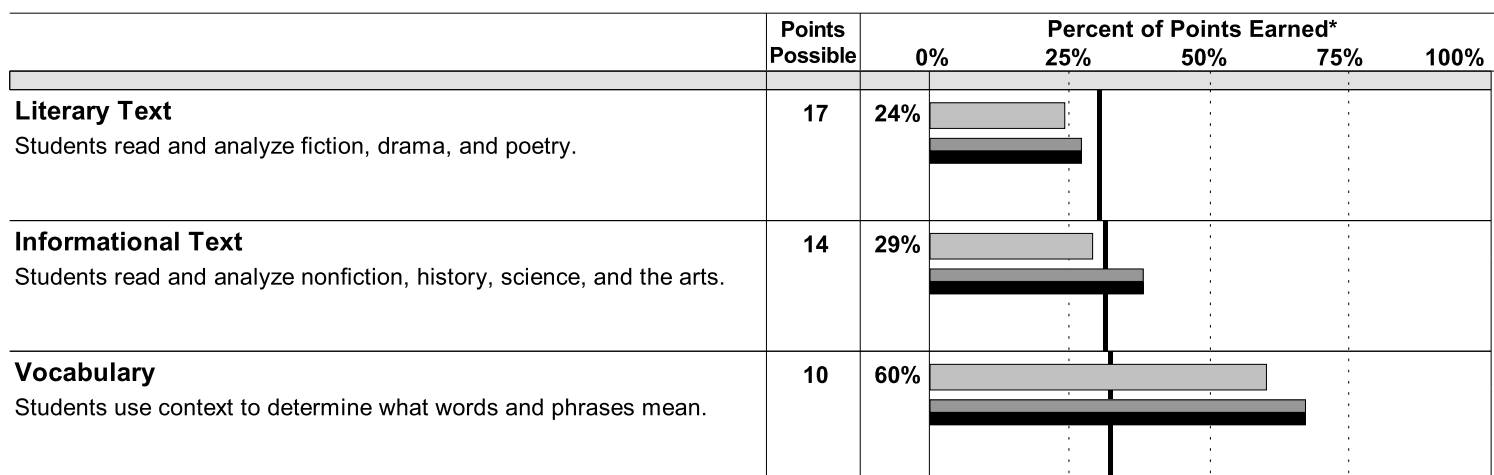 Points Possible
Percent of Points Earned*
0% 25% 50% 75% 100%
Literary Text 17 24%
Students read and analyze fiction, drama, and poetry.
Informational Text 14 29%
Students read and analyze nonfiction, history, science, and the arts.
Vocabulary 10 60%
Students use context to determine what words and phrases mean.